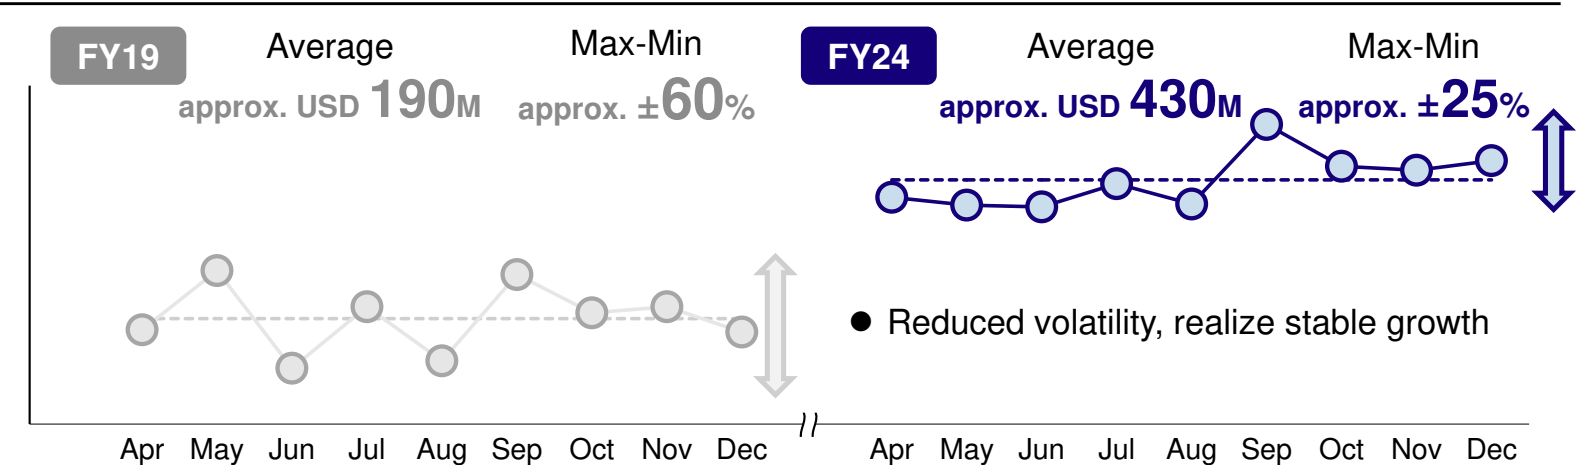 FY19
Average
Max-Min
approx. USD 190M
approx. ±60%
FY24
Average
Max-Min
approx. USD 430M
approx. ±25%
● Reduced volatility, realize stable growth
Apr May Jun Jul Aug Sep Oct Nov Dec
Apr May Jun Jul Aug Sep Oct Nov Dec